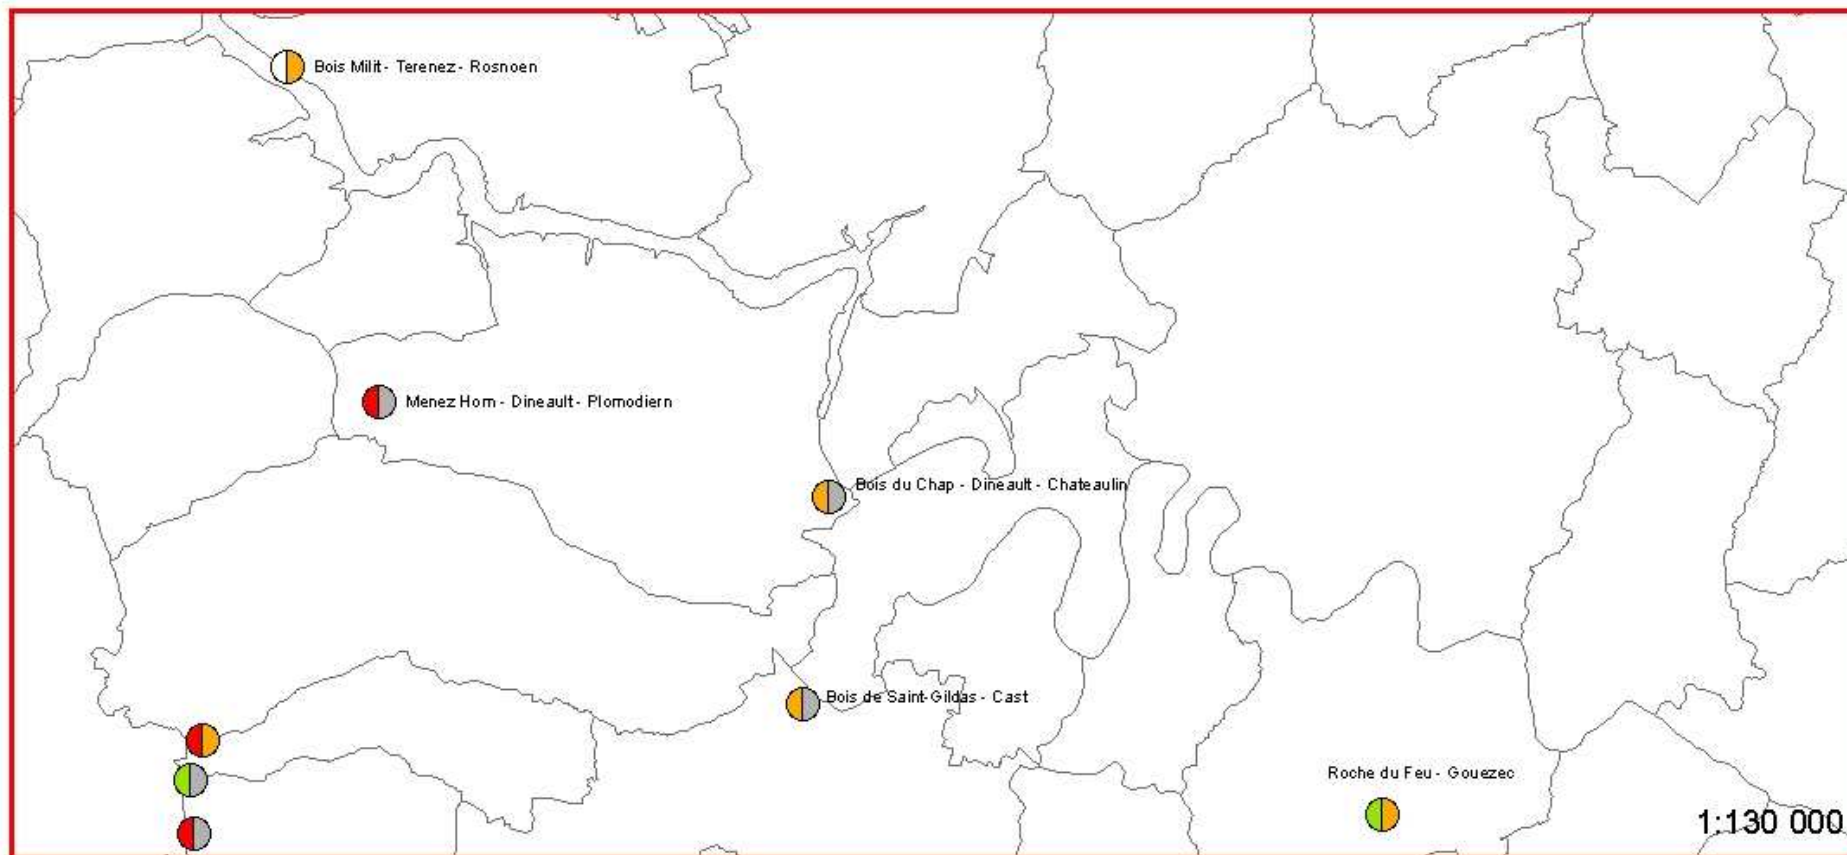 Bois Milit - Terenez - Rosnoen
Menez Hom - Dineault - Plomodiern
Bois du Chap - Dineault - Chateaulin
Bois de Saint-Gildas - Cast
Roche du Feu - Gouezec
1:130 000